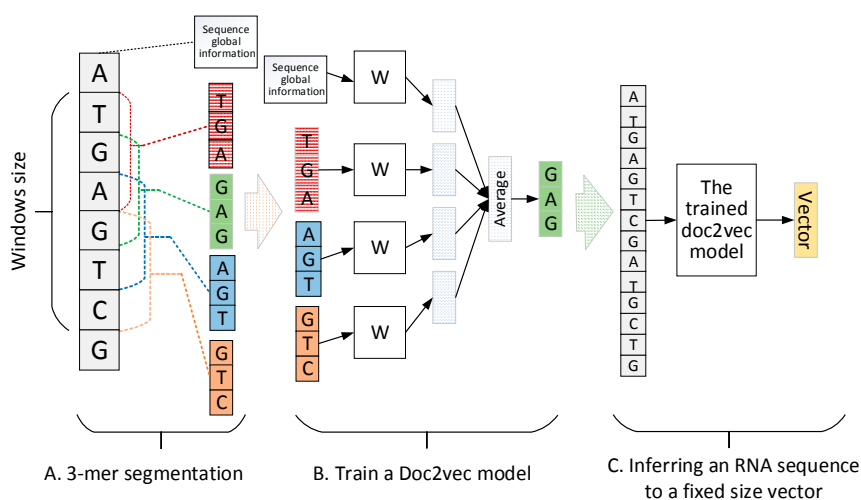 Sequence
global
information
Windows size
A
T
G
A
G
T
C
G
T
G
A
G
A
G
A
G
T
G
T
C
A. 3-mer segmentation
Sequence
global
information
T
G
A
A
G
T
G
T
C
W
W
W
W
Average
G
A
G
B. Train a Doc2vec model
A
T
G
A
G
T
C
G
A
T
G
C
T
G
The
trained
doc2vec
model
Vector
C. Inferring an RNA sequence
to a fixed size vector